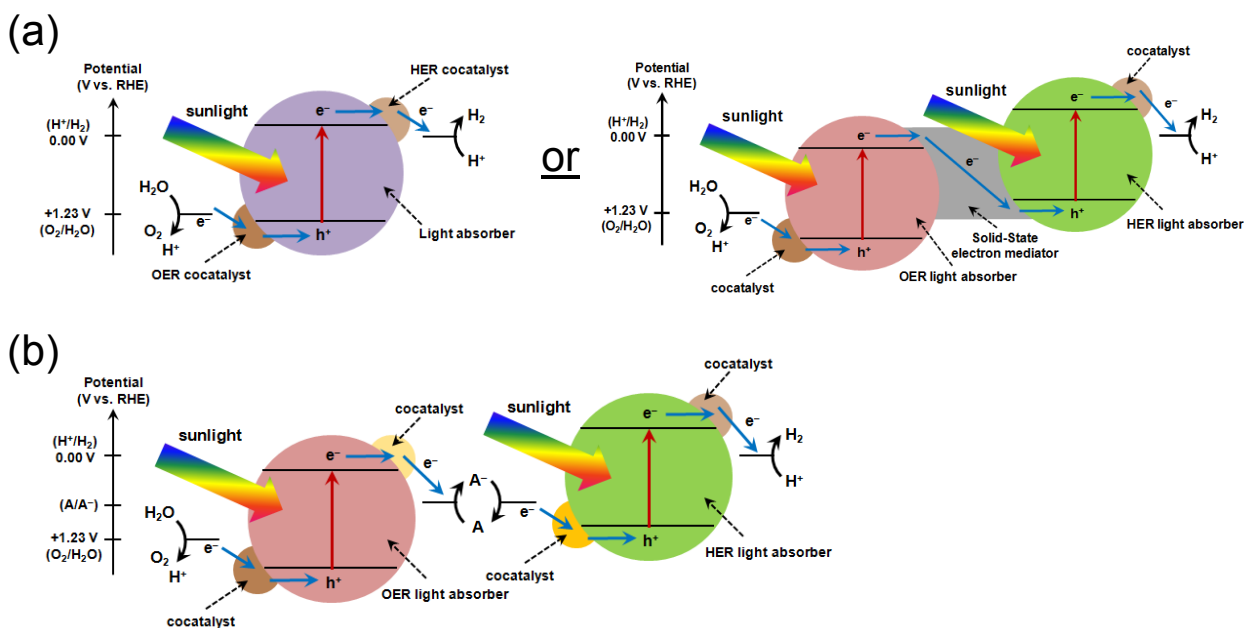 (a)
Potential
(V vs. RHE)
(H⁺/H₂)
0.00 V
+1.23 V
(O₂/H₂O)
sunlight
HER cocatalyst
e⁻
e⁻
H₂
H⁺
H₂O
e⁻
O₂
H⁺
h⁺
Light absorber
OER cocatalyst
or
Potential
(V vs. RHE)
(H⁺/H₂)
0.00 V
+1.23 V
(O₂/H₂O)
sunlight
sunlight
cocatalyst
e⁻
e⁻
H₂
H⁺
e⁻
e⁻
H₂O
e⁻
O₂
H⁺
h⁺
h⁺
HER light absorber
Solid-State
electron mediator
OER light absorber
cocatalyst
(b)
Potential
(V vs. RHE)
(H⁺/H₂)
0.00 V
(A/A⁻)
+1.23 V
(O₂/H₂O)
sunlight
cocatalyst
sunlight
cocatalyst
e⁻
e⁻
H₂
H⁺
e⁻
e⁻
A⁻
A
e⁻
H₂O
e⁻
O₂
H⁺
h⁺
h⁺
HER light absorber
cocatalyst
OER light absorber
cocatalyst